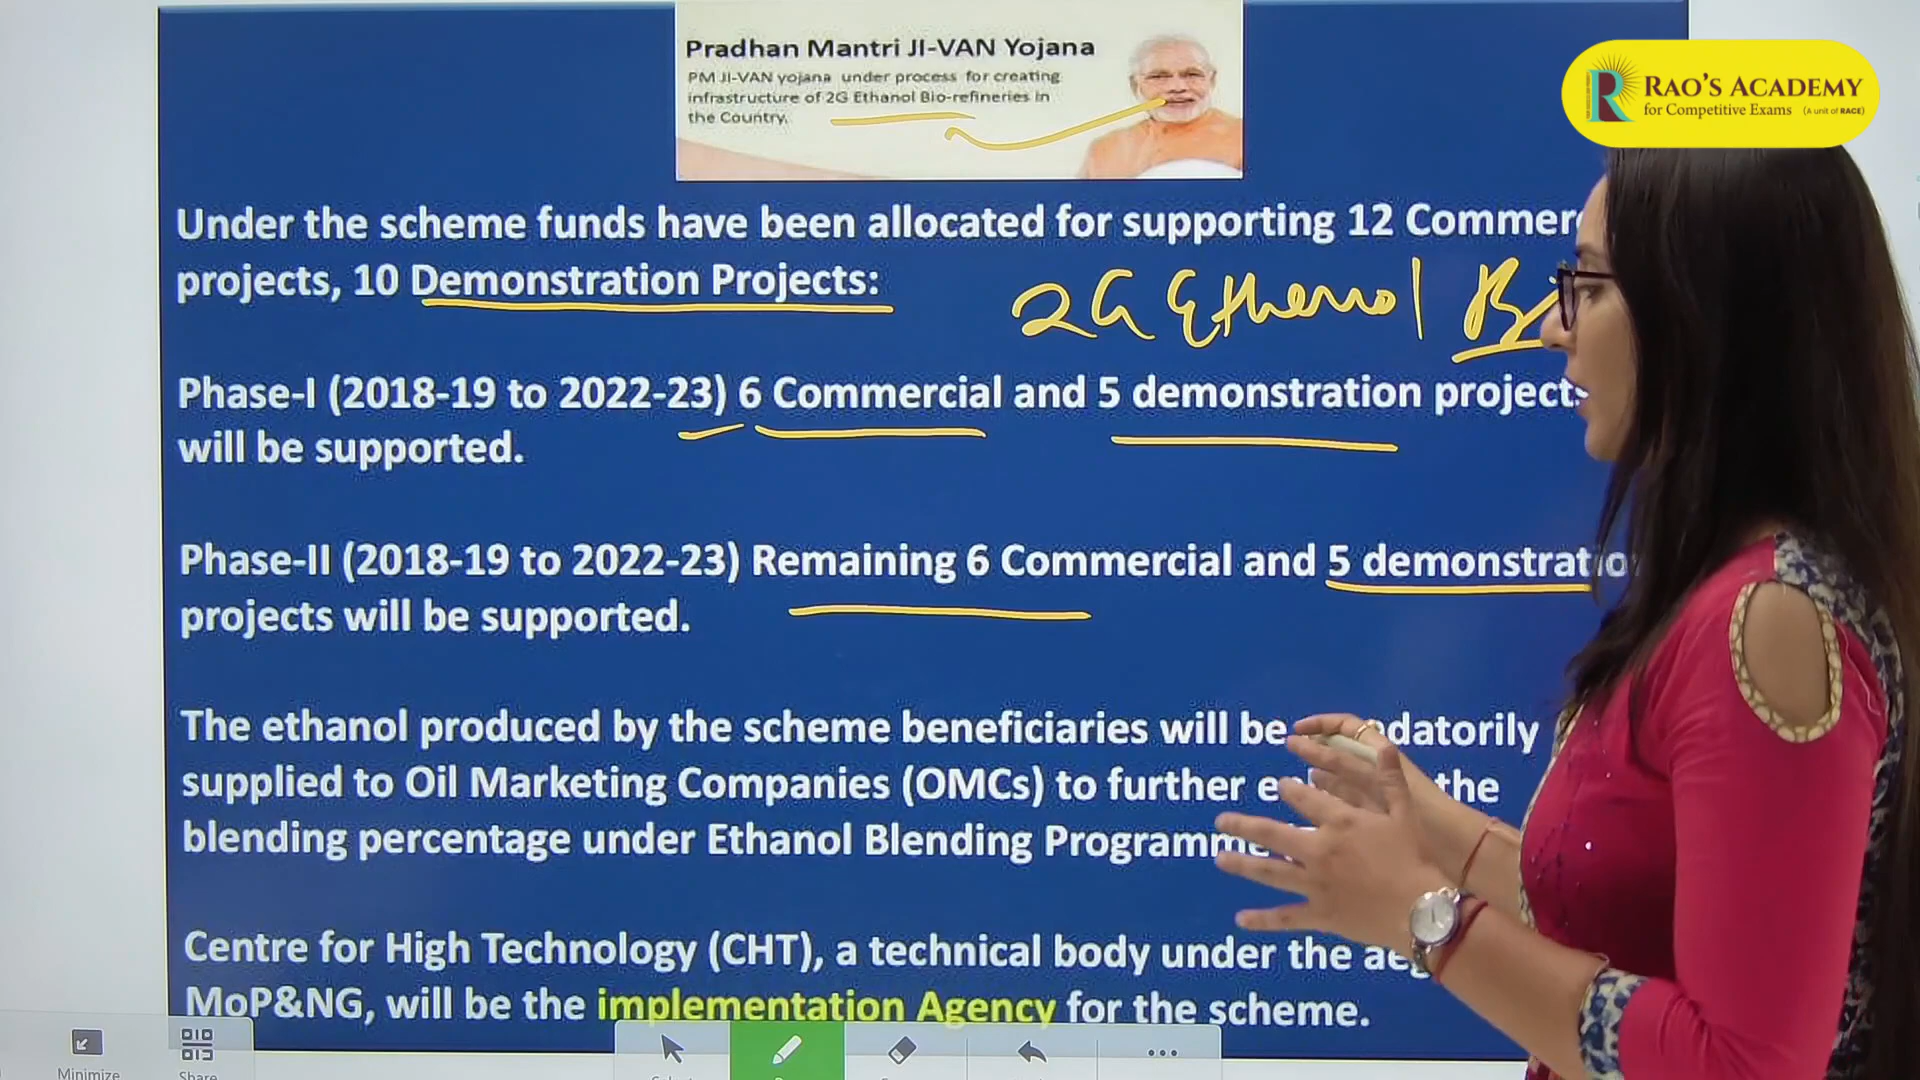 Pradhan Mantri JI-VAN Yojana
PM JI-VAN yojana under process for creating
infrastructure of 2G Ethanol Bio-refineries in
the Country.
RAO'S ACADEMY
for Competitive Exams (A unit of RACE)
Under the scheme funds have been allocated for supporting 12
projects, 10 Demonstration Projects:
2G Ethenol
Phase-I (2018-19 to 2022-23) 6 Commercial and 5 demonstration
will be supported.
Phase-II (2018-19 to 2022-23) Remaining 6 Commercial and 5
projects will be supported.
The ethanol produced by the scheme beneficiaries will be
supplied to Oil Marketing Companies (OMCs) to further the
blending percentage under Ethanol Blending
Centre for High Technology (CHT), a technical body under the
MoP&NG, will be the implementation Agency for the scheme.
Minimize
Share